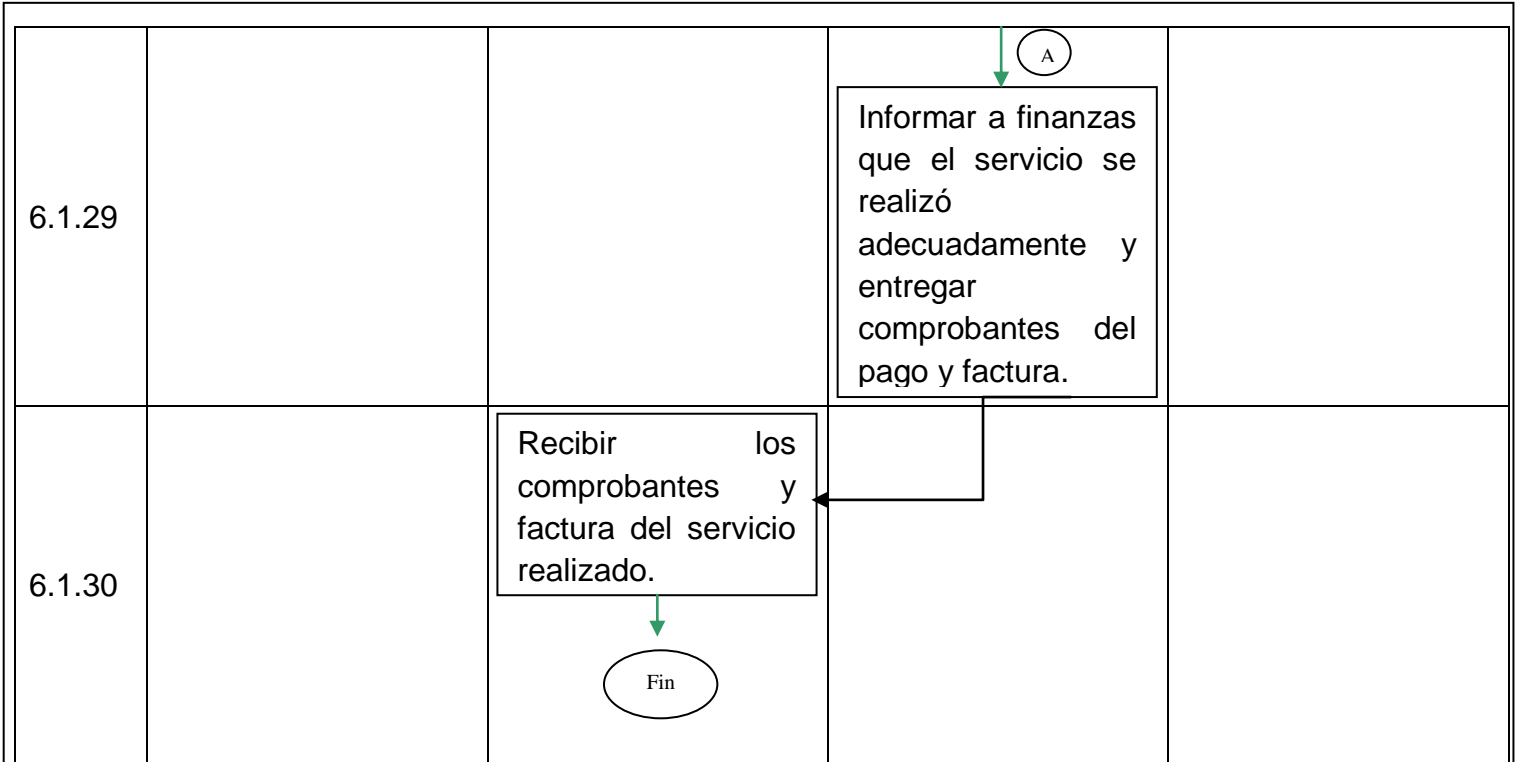 A
Informar a finanzas
que el servicio se
realizó
adecuadamente y
entregar
comprobantes del
pago y factura.
6.1.29
Recibir los
comprobantes y
factura del servicio
realizado.
6.1.30
Fin